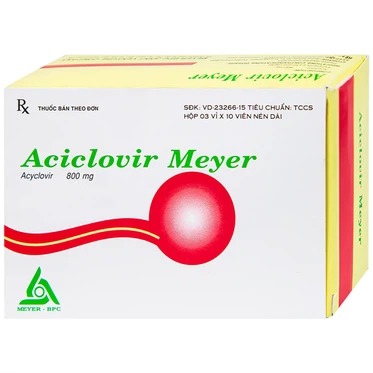 Rx
THUỐC BÁN THEO ĐƠN
SĐK: VD-23266-15 TIÊU CHUẨN: TCCS
HỘP 03 VỈ X 10 VIÊN NÉN DÀI
Aciclovir Meyer
Acyclovir 800 mg
MEYER - BPC
Aciclovir Meyer